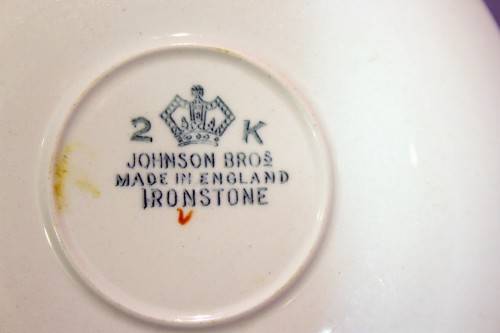 2 K
JOHNSON BROS
MADE IN ENGLAND
IRONSTONE